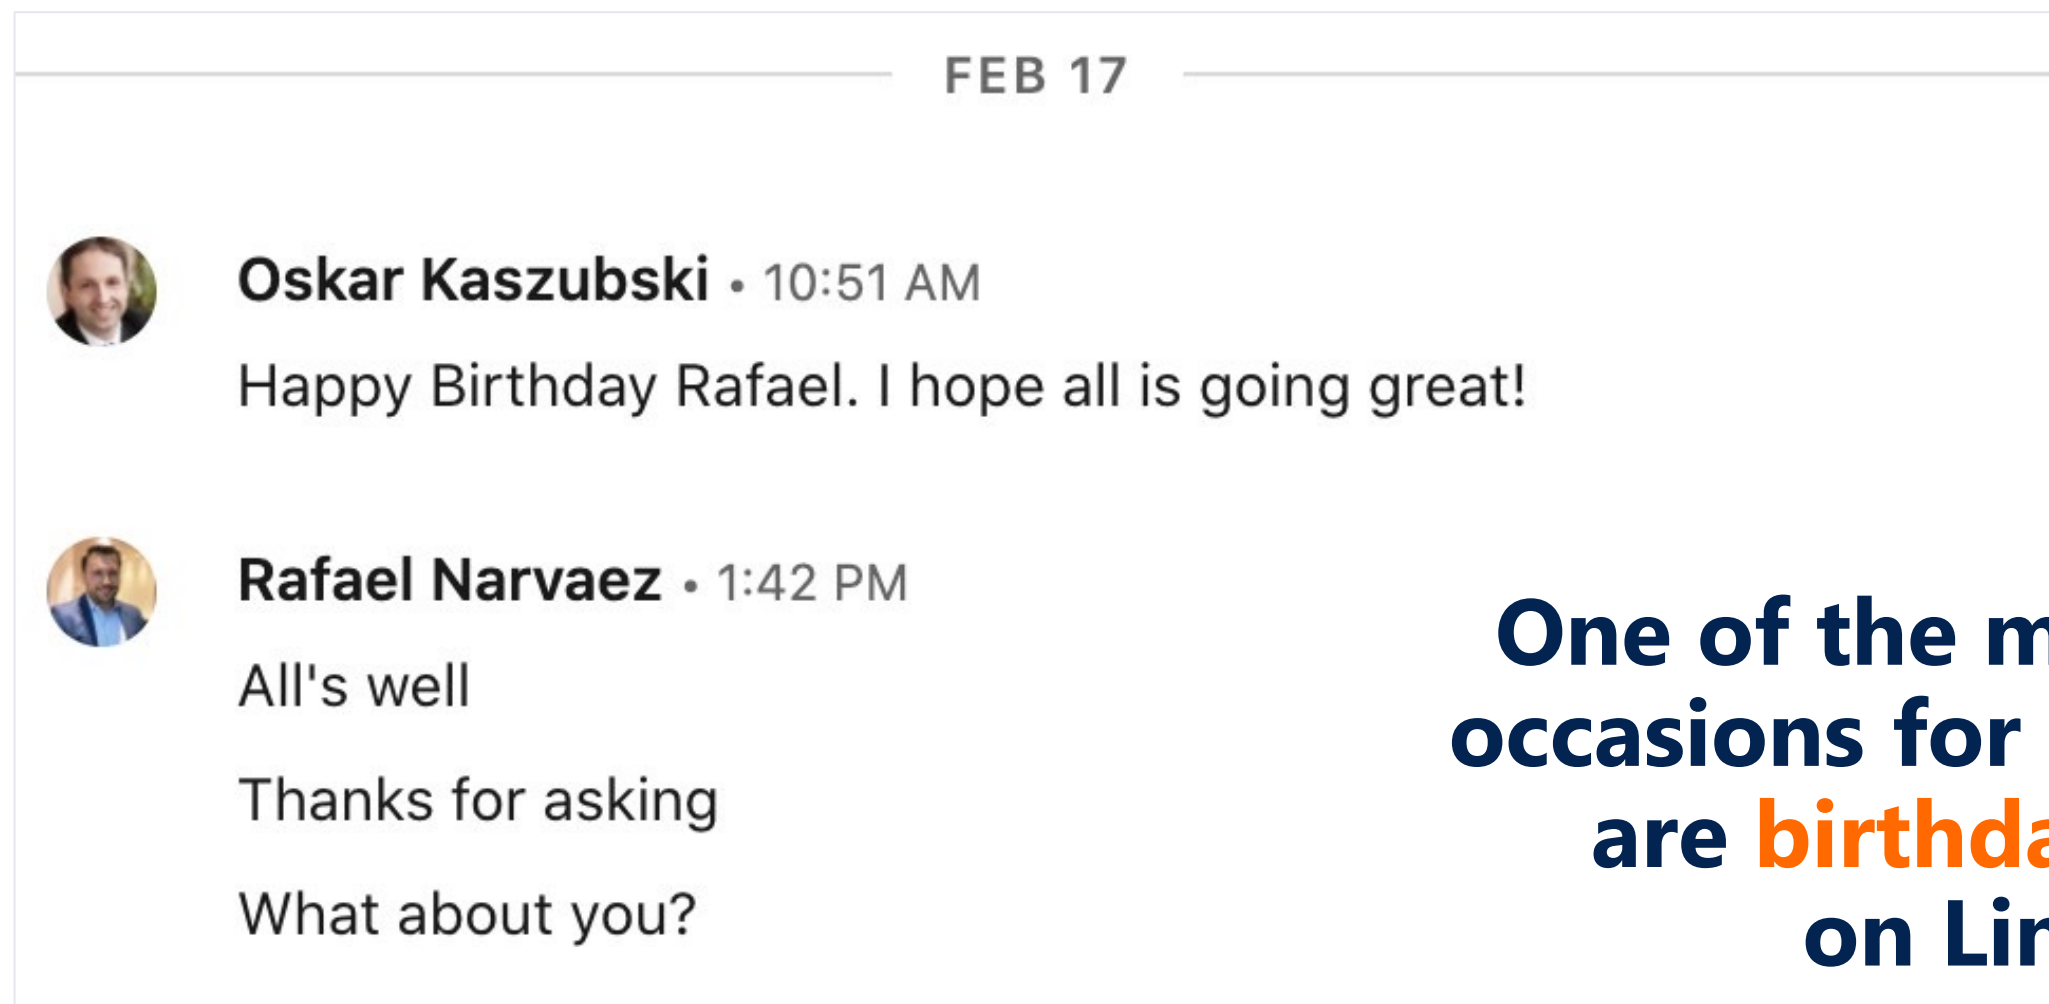 FEB 17
Oskar Kaszubski • 10:51 AM
Happy Birthday Rafael. I hope all is going great!
Rafael Narvaez • 1:42 PM
All's well
Thanks for asking
What about you?
One of the
occasions for
are
on